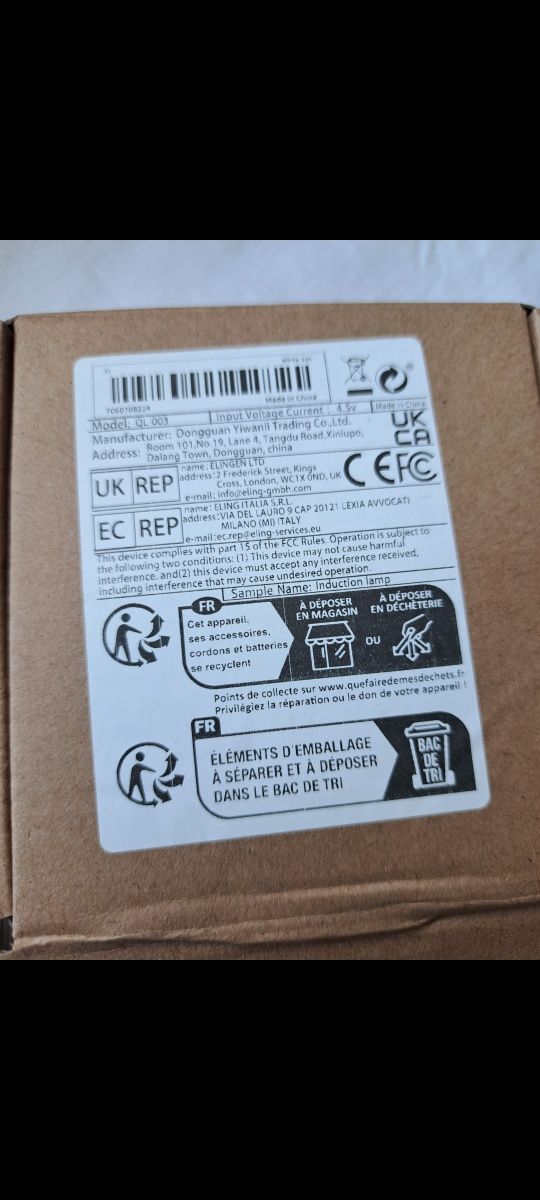 71
White 1pc
Made in China
7060708224
Model: QL 003
Input Voltage Current: 4.5v
Made in China
Manufacturer: Dongguan Yiwanli Trading Co.,Ltd.
Address: Room 101,No.19, Lane 4, Tangdu Road,Xinlupo,
Dalang Town, Dongguan, china
UK
CA
UK REP
name: ELINGEN LTD
address: 2 Frederick Street, Kings
Cross, London, WC1X 0ND, UK
e-mail: info@eling-gmbh.com
CE FC
EC REP
name: ELING ITALIA S.R.L.
address: VIA DEL LAURO 9 CAP 20121 LEXIA AVVOCATI
MILANO (MI) ITALY
e-mail:ec.rep@eling-services.eu
This device complies with part 15 of the FCC Rules. Operation is subject to
the following two conditions: (1) This device may not cause harmful
interference, and(2) this device must accept any interference received,
including interference that may cause undesired operation.
Sample Name: Induction lamp
FR
Cet appareil,
ses accessoires,
cordons et batteries
se recyclent
À DÉPOSER
EN MAGASIN
OU
À DÉPOSER
EN DÉCHÈTERIE
Points de collecte sur www.quefairedemesdechets.fr
Privilégiez la réparation ou le don de votre appareil !
FR
ÉLÉMENTS D'EMBALLAGE
À SÉPARER ET À DÉPOSER
DANS LE BAC DE TRI
BAC
DE
TRI